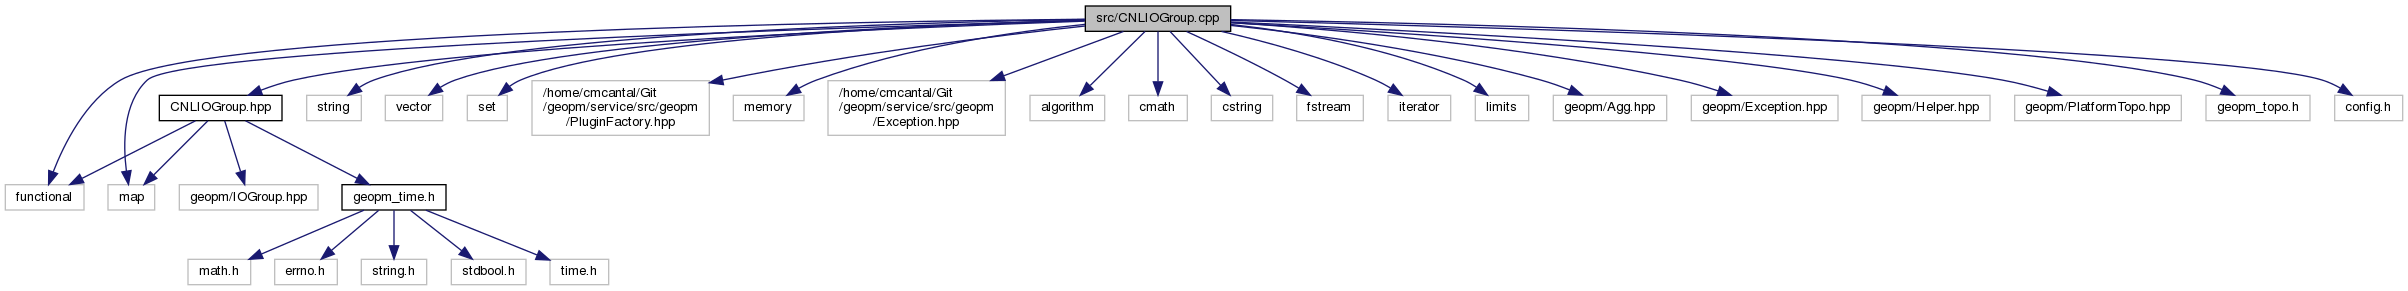 src/CNLIOGroup.cpp
CNLIOGroup.hpp
string
vector
set
/home/cmcantal/Git
/geopm/service/src/geopm
/PluginFactory.hpp
memory
/home/cmcantal/Git
/geopm/service/src/geopm
/Exception.hpp
algorithm
cmath
cstring
fstream
iterator
limits
geopm/Agg.hpp
geopm/Exception.hpp
geopm/Helper.hpp
geopm/PlatformTopo.hpp
geopm_topo.h
config.h
functional
map
geopm/IOGroup.hpp
geopm_time.h
math.h
errno.h
string.h
stdbool.h
time.h